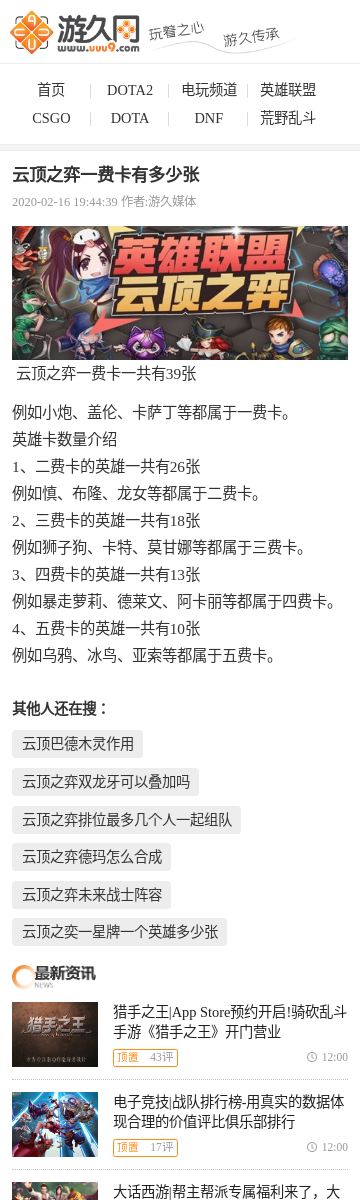 游久网
www.uuu9.com
玩着之心
游久传承
首页 DOTA2 电玩频道 英雄联盟
CSGO DOTA DNF 荒野乱斗
云顶之弈一费卡有多少张
2020-02-16 19:44:39 作者:游久媒体
英雄联盟
云顶之弈
云顶之弈一费卡一共有39张
例如小炮、盖伦、卡萨丁等都属于一费卡。
英雄卡数量介绍
1、二费卡的英雄一共有26张
例如慎、布隆、龙女等都属于二费卡。
2、三费卡的英雄一共有18张
例如狮子狗、卡特、莫甘娜等都属于三费卡。
3、四费卡的英雄一共有13张
例如暴走萝莉、德莱文、阿卡丽等都属于四费卡。
4、五费卡的英雄一共有10张
例如乌鸦、冰鸟、亚索等都属于五费卡。
其他人还在搜：
云顶巴德木灵作用
云顶之弈双龙牙可以叠加吗
云顶之弈排位最多几个人一起组队
云顶之弈德玛怎么合成
云顶之弈未来战士阵容
云顶之奕一星牌一个英雄多少张
最新资讯
NEWS
猎手之王
猎手之王|App Store预约开启!骑砍乱斗
手游《猎手之王》开门营业
顶置 43评 12:00
电子竞技|战队排行榜-用真实的数据体
现合理的价值评比俱乐部排行
顶置 17评 12:00
大话西游|帮主帮派专属福利来了，大